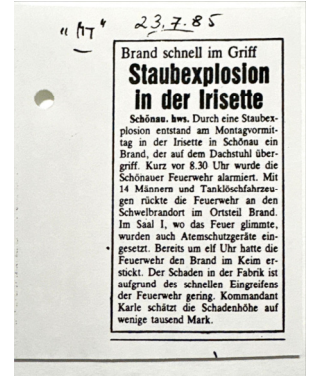 "MT" 23.7.85
Brand schnell im Griff
Staubexplosion
in der Irisette
Schönau. hws. Durch eine Staubex-
plosion entstand am Montagvormit-
tag in der Irisette in Schönau ein
Brand, der auf dem Dachstuhl über-
griff. Kurz vor 8.30 Uhr wurde die
Schönauer Feuerwehr alarmiert. Mit
14 Männern und Tanklöschfahrzeu-
gen rückte die Feuerwehr an den
Schwelbrandort im Ortsteil Brand.
Im Saal I, wo das Feuer glimmte,
wurden auch Atemschutzgeräte ein-
gesetzt. Bereits um elf Uhr hatte die
Feuerwehr den Brand im Keim er-
stickt. Der Schaden in der Fabrik ist
aufgrund des schnellen Eingreifens
der Feuerwehr gering. Kommandant
Karle schätzt die Schadenhöhe auf
wenige tausend Mark.